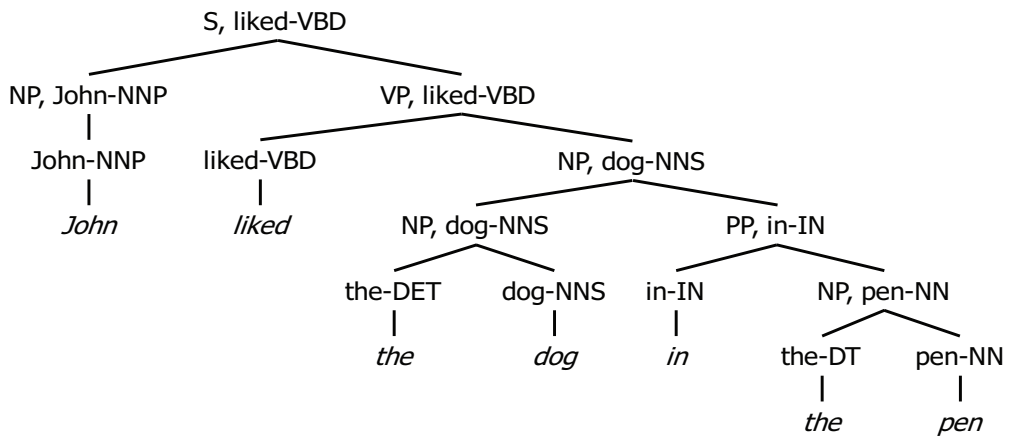 S, liked-VBD
NP, John-NNP VP, liked-VBD
John-NNP liked-VBD NP, dog-NNS
John liked NP, dog-NNS PP, in-IN
the-DET dog-NNS in-IN NP, pen-NN
the dog in the-DT pen-NN
the pen